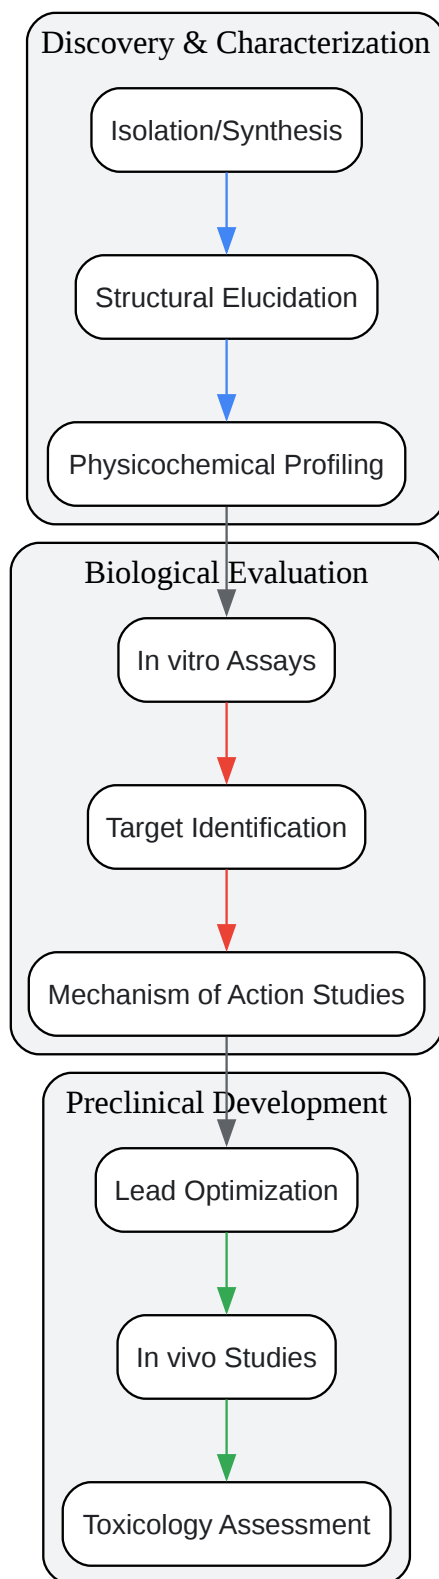 Discovery & Characterization
Isolation/Synthesis
Structural Elucidation
Physicochemical Profiling
Biological Evaluation
In vitro Assays
Target Identification
Mechanism of Action Studies
Preclinical Development
Lead Optimization
In vivo Studies
Toxicology Assessment